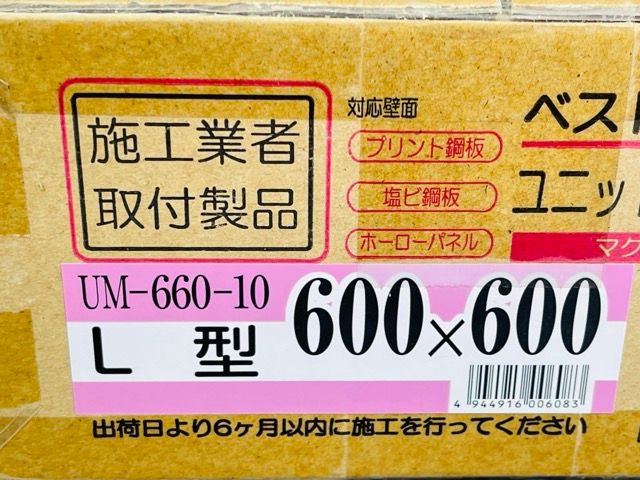 施工業者
取付製品
対応壁面
プリント鋼板
塩ビ鋼板
ホーローパネル
ベス
ユニッ
マク
UM-660-10
L型
600×600
4 944916 006083
出荷日より6ヶ月以内に施工を行ってください